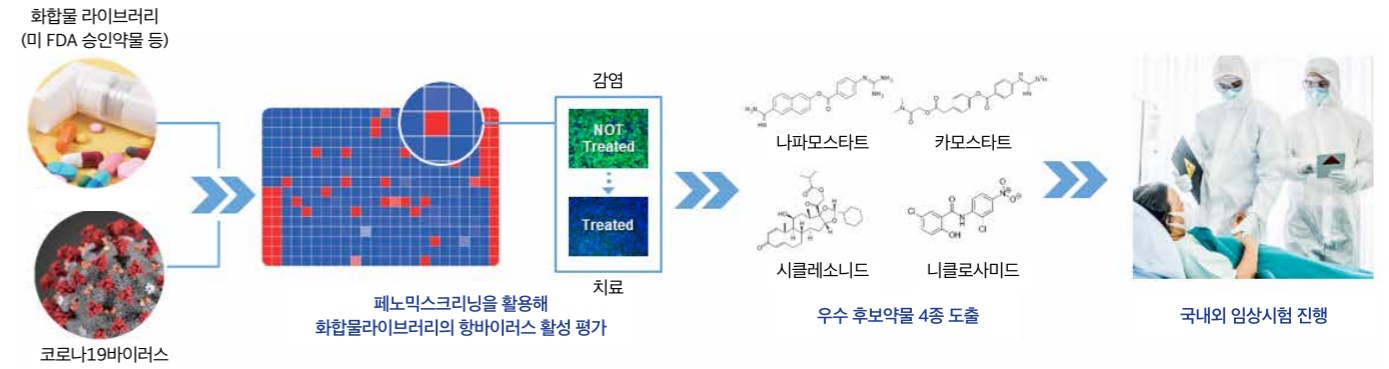 화합물 라이브러리
(미 FDA 승인약물 등)
코로나19바이러스
감염
NOT
Treated
Treated
치료
페노믹스크리닝을 활용해
화합물라이브러리의 항바이러스 활성 평가
나파모스타트
카모스타트
HO
시클레소니드
Cl
OH
Cl
니클로사미드
우수 후보약물 4종 도출
국내외 임상시험 진행